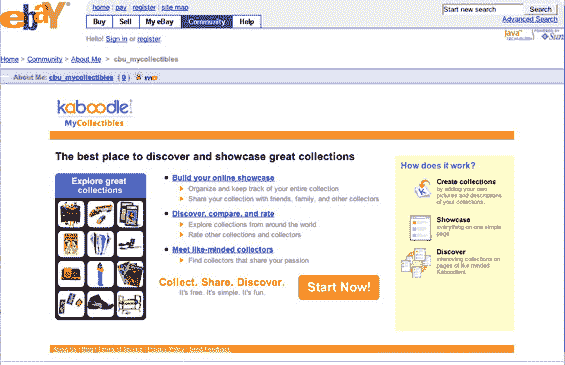 ebay
home | pay | register | site map
Start new search Search
Advanced Search
Buy Sell My eBay Community Help
Hello! Sign in or register.
Java POWERED BY Sun
Home > Community > About Me > cbu_mycollectibles
About Me: cbu_mycollectibles ( 0 ) me
kaboodle
MyCollectibles
The best place to discover and showcase great collections
Explore great
collections
Build your online showcase
Organize and keep track of your entire collection
Share your collection with friends, family, and other collectors
Discover, compare, and rate
Explore collections from around the world
Rate other collections and collectors
Meet like-minded collectors
Find collectors that share your passion
Collect. Share. Discover.
It's free. It's simple. It's fun.
Start Now!
How does it work?
Create collections
by adding your own
pictures and descriptions
of your collections.
Showcase
everything on one simple
page
Discover
interesting collections on
pages of like minded
Kaboodlers!